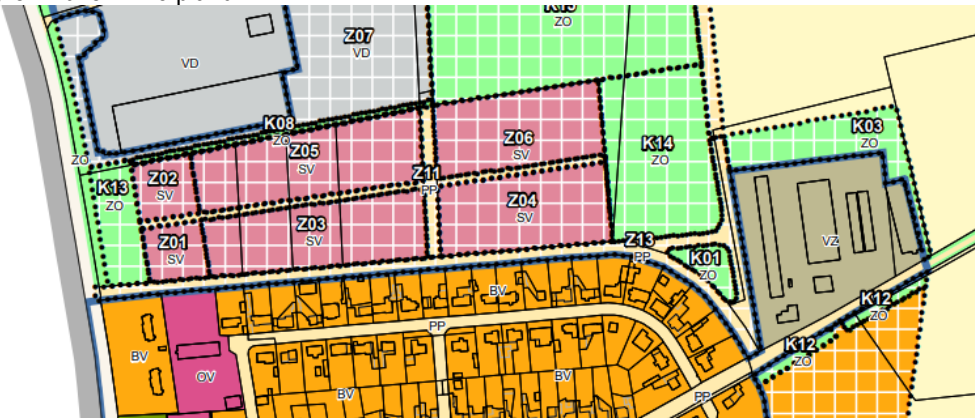 K15
ZO
Z07
VD
VD
K08
ZO
Z05
SV
Z06
SV
K14
ZO
K03
ZO
ZO
K13
ZO
Z02
SV
Z11
PP
Z04
SV
Z03
SV
Z01
SV
Z13
PP
K01
ZO
VZ
K12
ZO
BV
PP
BV
OV
BV
BV
K12
ZO
PP